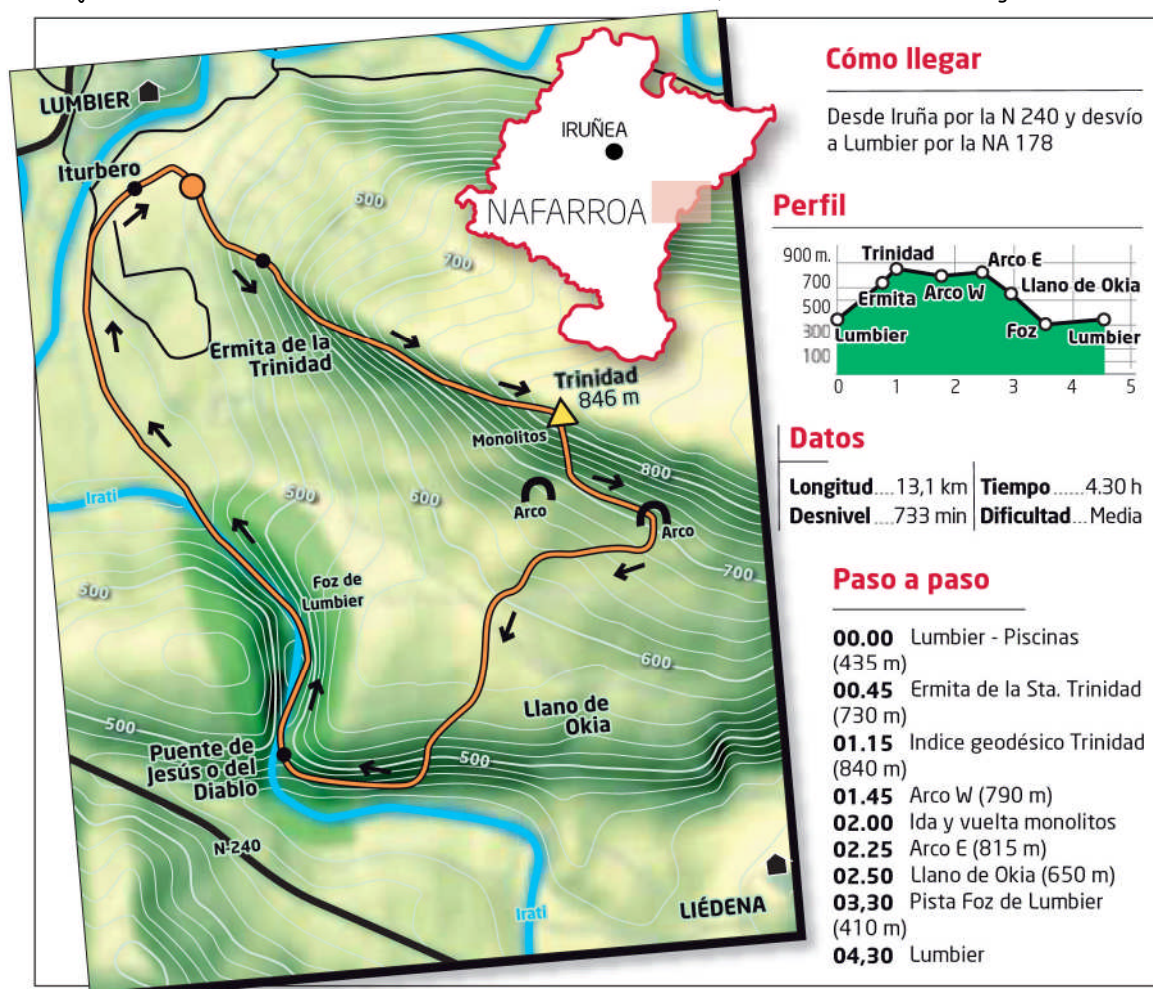 LUMBIER
Iturbero
Ermita de la
Trinidad
Trinidad
846 m
Monolitos
Arco
Arco
Irati
Foz de
Lumbier
Llano de
Okia
Puente de
Jesús o del
Diablo
N-240
Irati
LIÉDENA
600
700
800
700
600
600
500
500
500
500
IRUÑEA
NAFARROA
Cómo llegar
Desde Iruña por la N 240 y desvío
a Lumbier por la NA 178
Perfil
900 m.
700
500
300
100
Lumbier
Ermita
Trinidad
Arco W
Arco E
Llano de Okia
Foz
Lumbier
0 1 2 3 4 5
Datos
Longitud....13,1 km
Desnivel....733 min
Tiempo......4.30 h
Dificultad...Media
Paso a paso
00.00 Lumbier - Piscinas
(435 m)
00.45 Ermita de la Sta. Trinidad
(730 m)
01.15 Indice geodésico Trinidad
(840 m)
01.45 Arco W (790 m)
02.00 Ida y vuelta monolitos
02.25 Arco E (815 m)
02.50 Llano de Okia (650 m)
03,30 Pista Foz de Lumbier
(410 m)
04,30 Lumbier